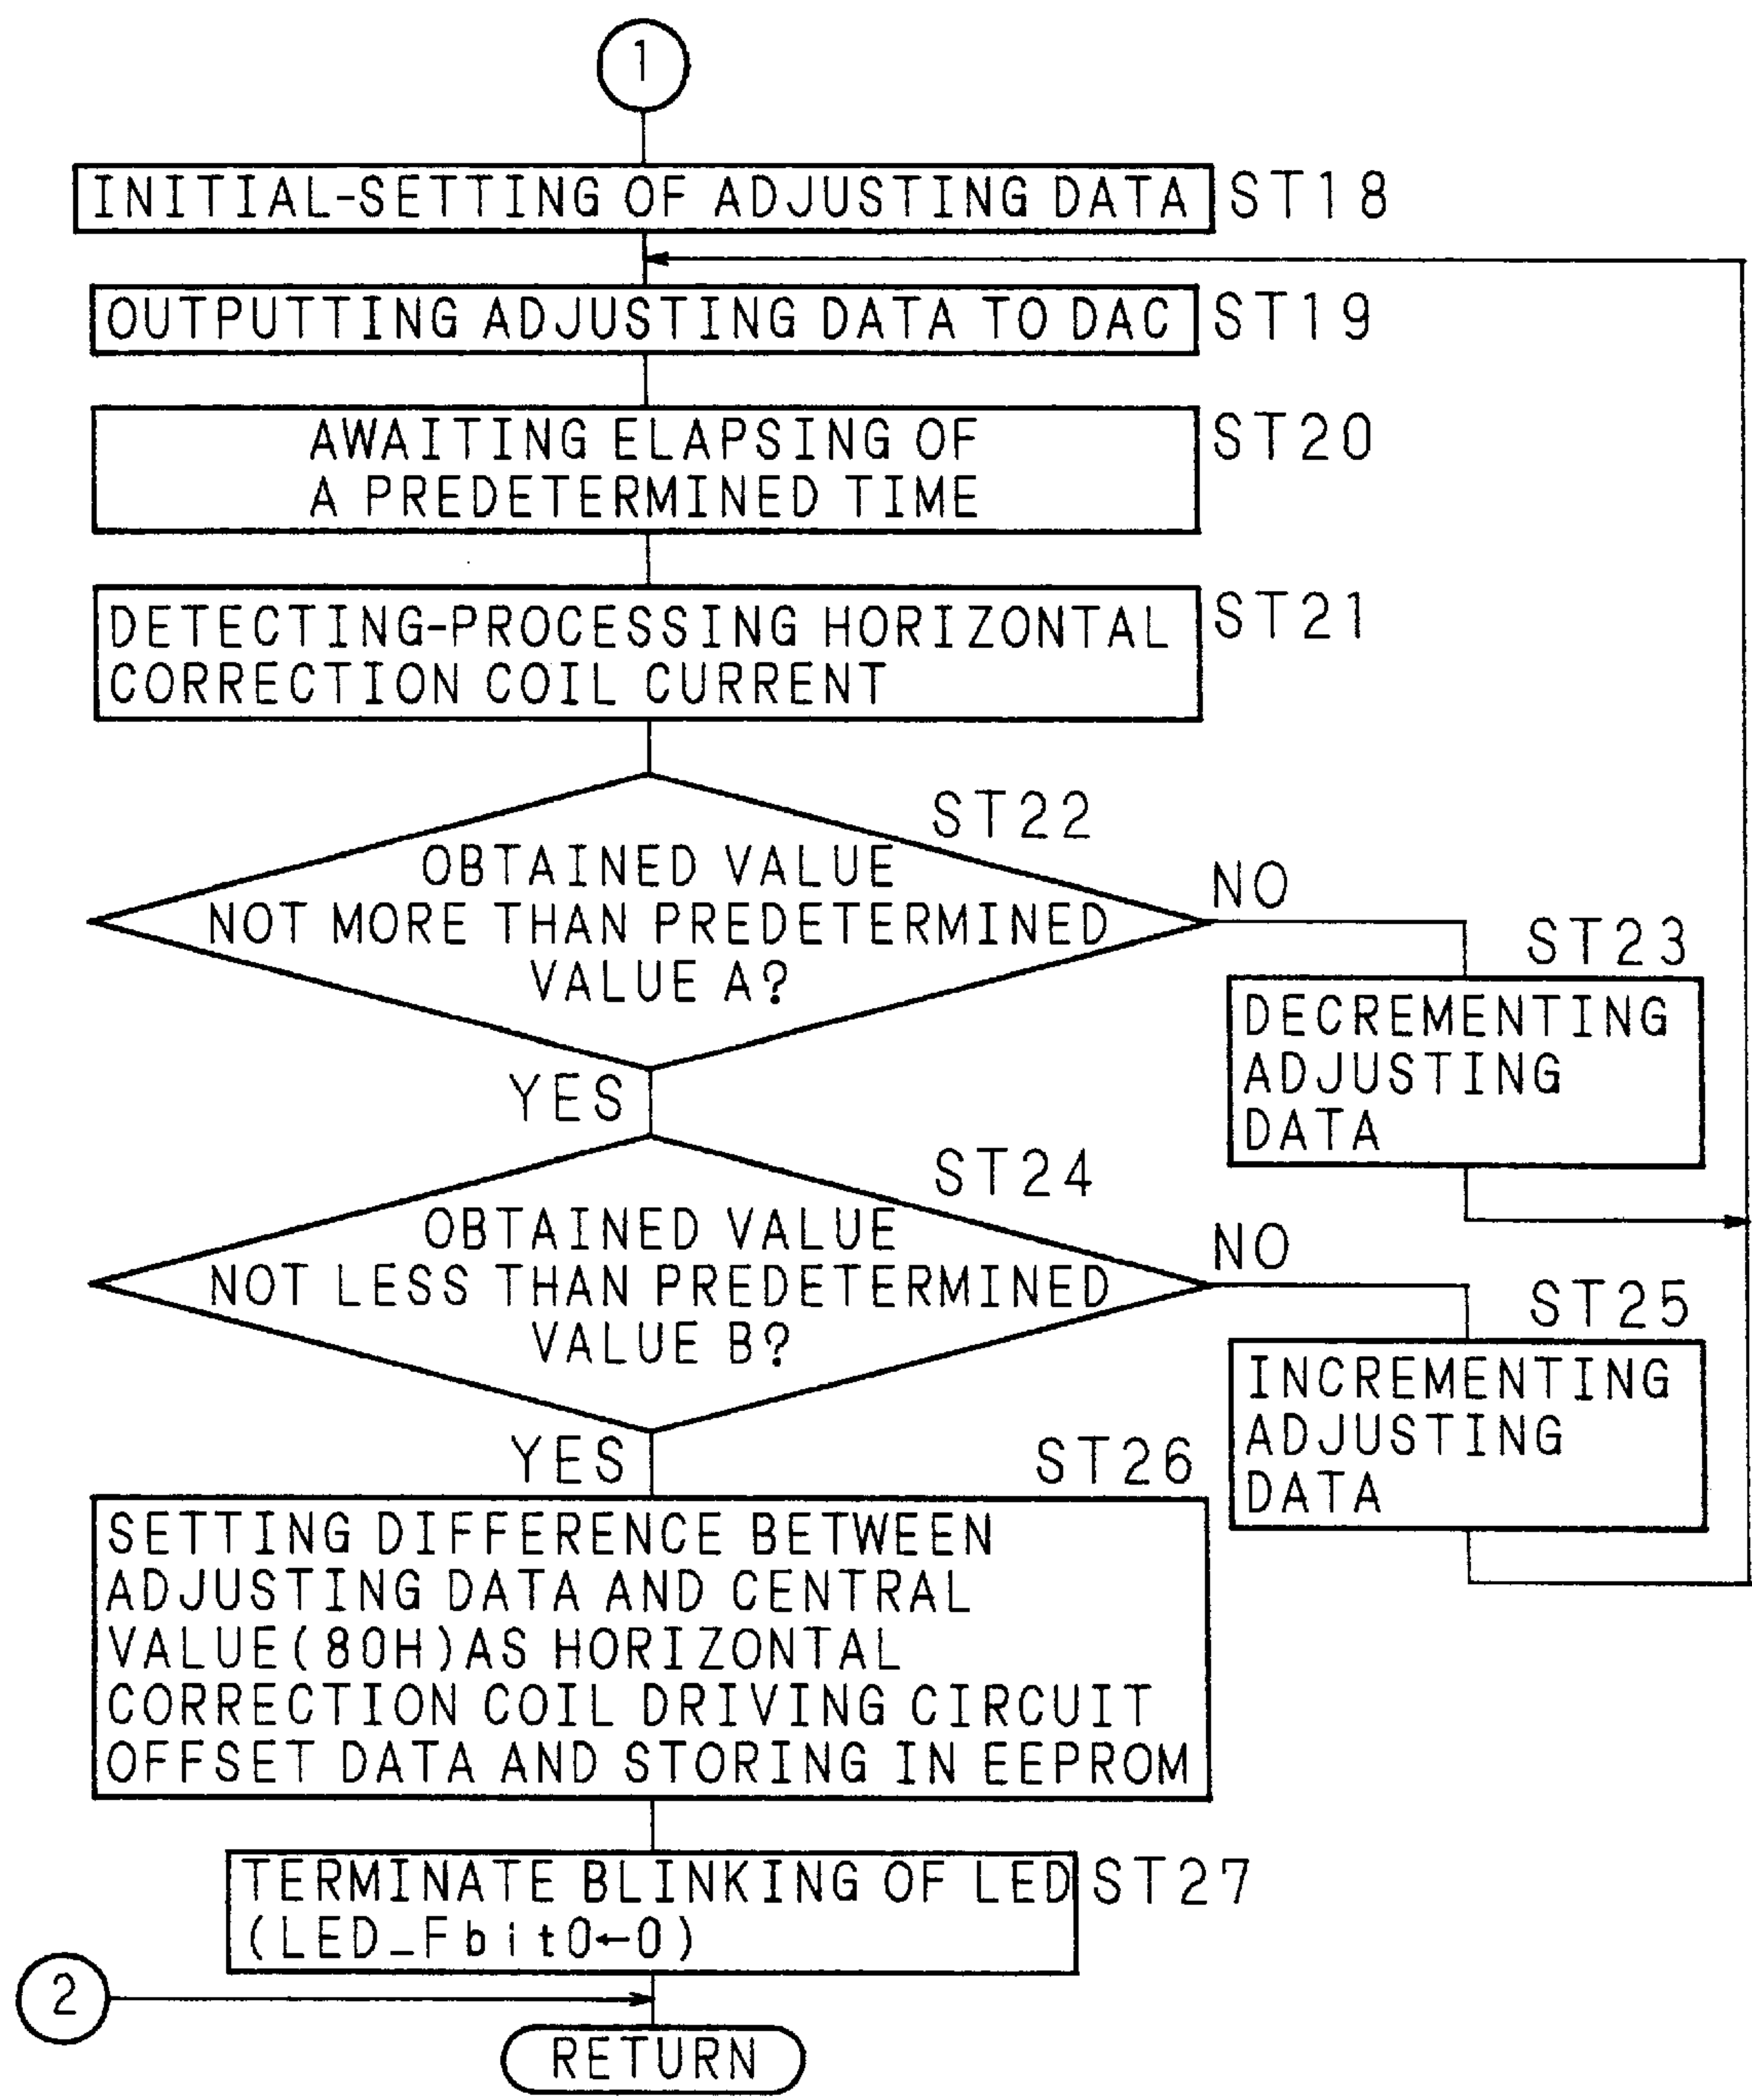 1
INITIAL-SETTING OF ADJUSTING DATA
ST18
OUTPUTTING ADJUSTING DATA TO DAC
ST19
AWAITING ELAPSING OF
A PREDETERMINED TIME
ST20
DETECTING-PROCESSING HORIZONTAL
CORRECTION COIL CURRENT
ST21
ST22
OBTAINED VALUE
NOT MORE THAN PREDETERMINED
VALUE A?
NO
ST23
DECREMENTING
ADJUSTING
DATA
YES
ST24
OBTAINED VALUE
NOT LESS THAN PREDETERMINED
VALUE B?
NO
ST25
INCREMENTING
ADJUSTING
DATA
YES
ST26
SETTING DIFFERENCE BETWEEN
ADJUSTING DATA AND CENTRAL
VALUE(80H)AS HORIZONTAL
CORRECTION COIL DRIVING CIRCUIT
OFFSET DATA AND STORING IN EEPROM
TERMINATE BLINKING OF LED
(LED_Fbit0←0)
ST27
2
RETURN